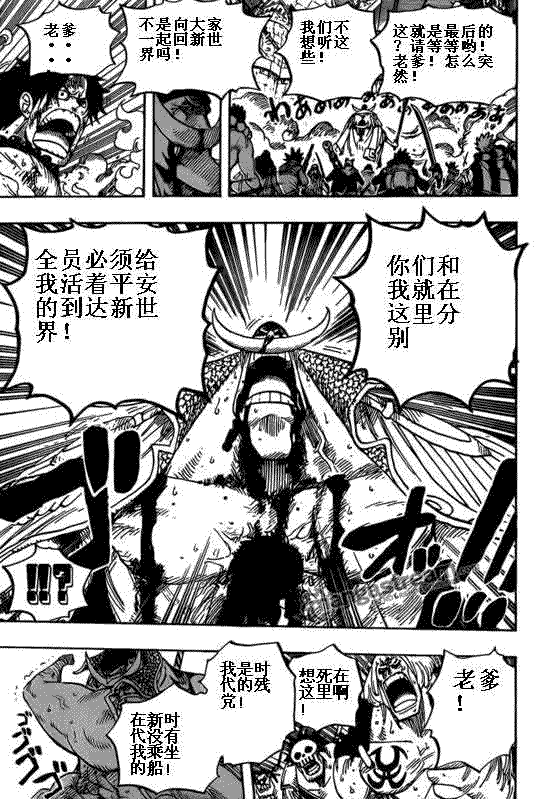 这就是最后的
？请等等哟！
老爹！怎么突
然！
我们不
想听这
些！
不是向大家
一起回新世
界吗！
老爹
．．．
你们和
我就在
这里分
别
全员必须给
我活着平安
的到达新世
界！
ドン!!
!!?
老爹
！
想死在
这里啊
！
我是时
代的残
党！
在新时
代没有
我乘坐
的船！